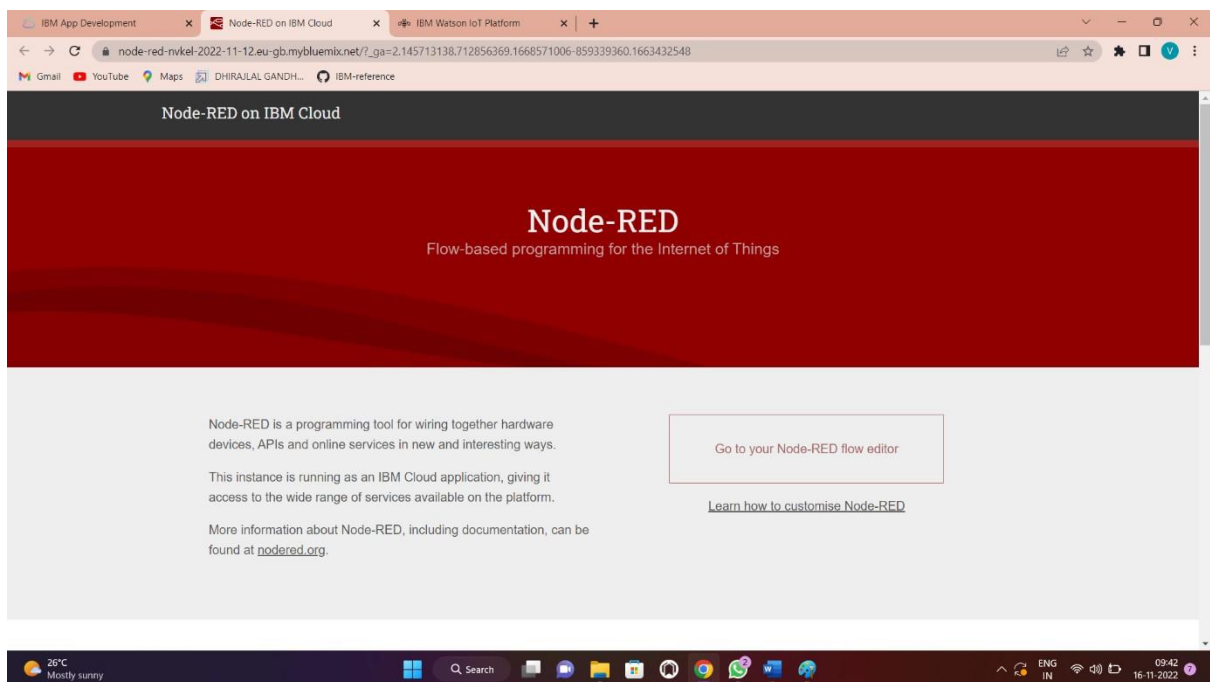 IBM App Development
Node-RED on IBM Cloud
IBM Watson IoT Platform
node-red-nvkel-2022-11-12.eu-gb.mybluemix.net/?_ga=2.145713138.712856369.1668571006-859339360.1663432548
V
Gmail
YouTube
Maps
DHIRAJLAL GANDH...
IBM-reference
Node-RED on IBM Cloud
Node-RED
Flow-based programming for the Internet of Things
Node-RED is a programming tool for wiring together hardware
devices, APIs and online services in new and interesting ways.
This instance is running as an IBM Cloud application, giving it
access to the wide range of services available on the platform.
More information about Node-RED, including documentation, can be
found at nodered.org.
Go to your Node-RED flow editor
Learn how to customise Node-RED
26°C
Mostly sunny
Search
2
ENG
IN
09:42
16-11-2022
7